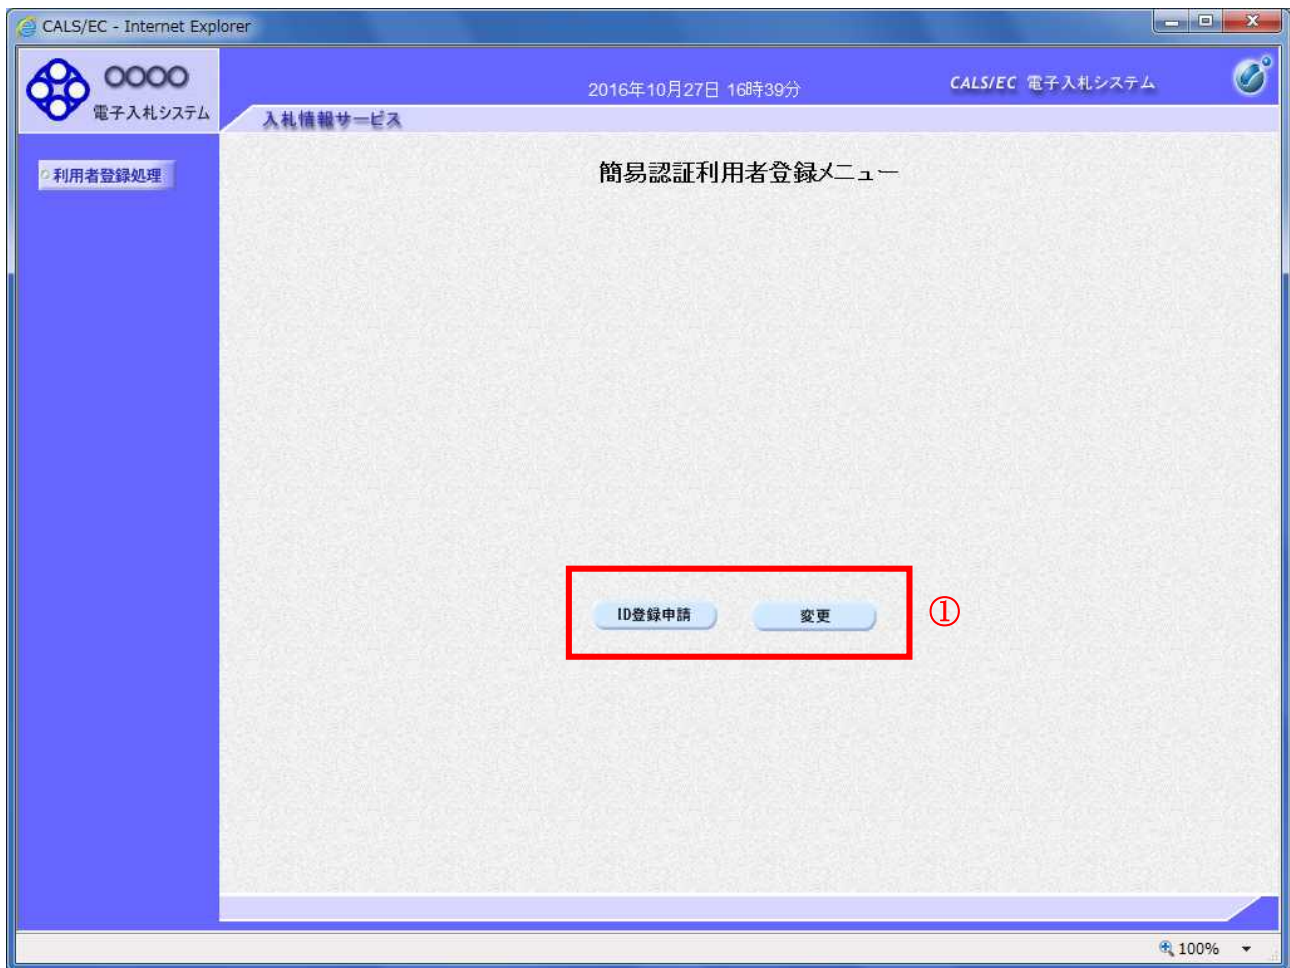 CALS/EC - Internet Explorer
○○○○
電子入札システム
2016年10月27日 16時39分
CALS/EC 電子入札システム
入札情報サービス
利用者登録処理
簡易認証利用者登録メニュー
ID登録申請
変更
①
100%